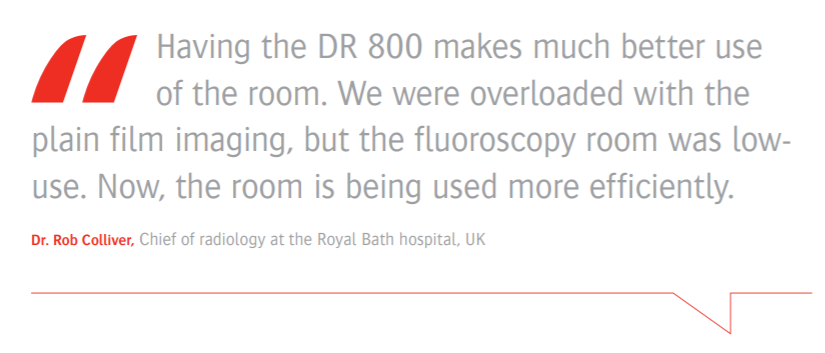 “ Having the DR 800 makes much better use
of the room. We were overloaded with the
plain film imaging, but the fluoroscopy room was low-
use. Now, the room is being used more efficiently.
Dr. Rob Colliver, Chief of radiology at the Royal Bath hospital, UK